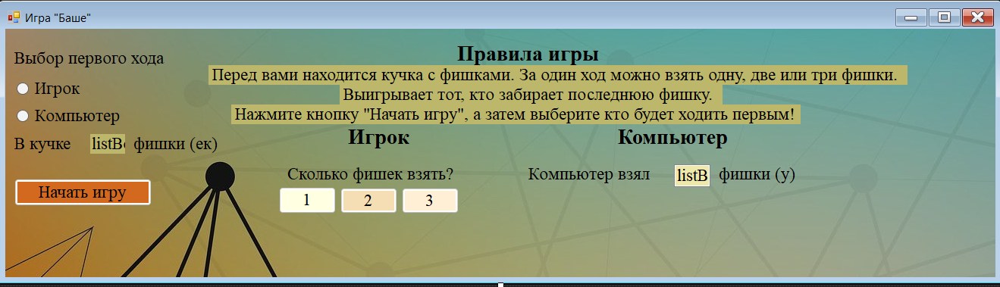 Игра "Баше"
Выбор первого хода
Игрок
Компьютер
В кучке listB фишки (ек)
Начать игру
Правила игры
Перед вами находится кучка с фишками. За один ход можно взять одну, две или три фишки.
Выигрывает тот, кто забирает последнюю фишку.
Нажмите кнопку "Начать игру", а затем выберите кто будет ходить первым!
Игрок
Сколько фишек взять?
1 2 3
Компьютер
Компьютер взял listB фишки (у)